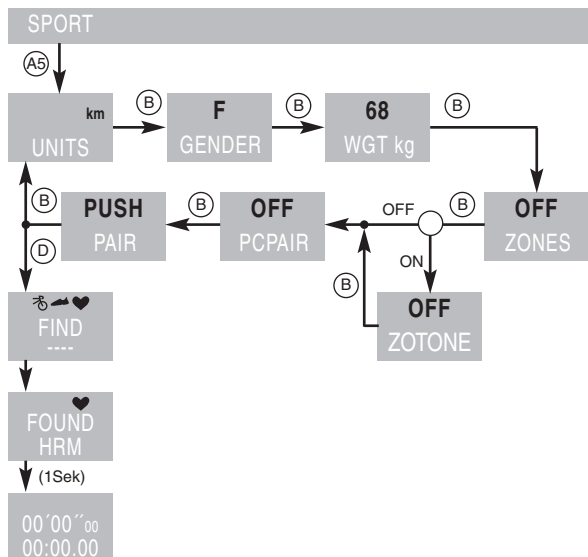 SPORT
A5
km
UNITS
B
F
GENDER
B
68
WGT kg
B
OFF
ZONES
B
OFF
ON
OFF
ZOTONE
B
OFF
PCPAIR
B
PUSH
PAIR
B
D
FIND
----
FOUND
HRM
(1Sek)
00´00´´00
00:00.00